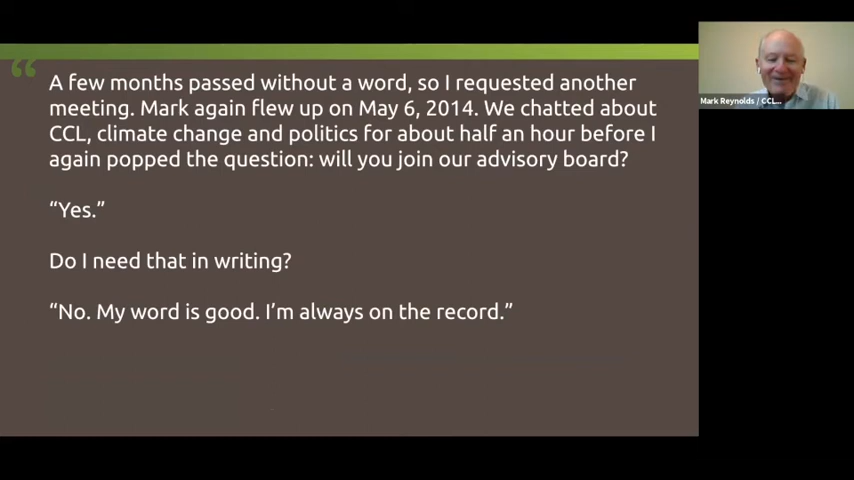 “
A few months passed without a word, so I requested another
meeting. Mark again flew up on May 6, 2014. We chatted about
CCL, climate change and politics for about half an hour before I
again popped the question: will you join our advisory board?
“Yes.”
Do I need that in writing?
“No. My word is good. I’m always on the record.”
Mark Reynolds / CCL...